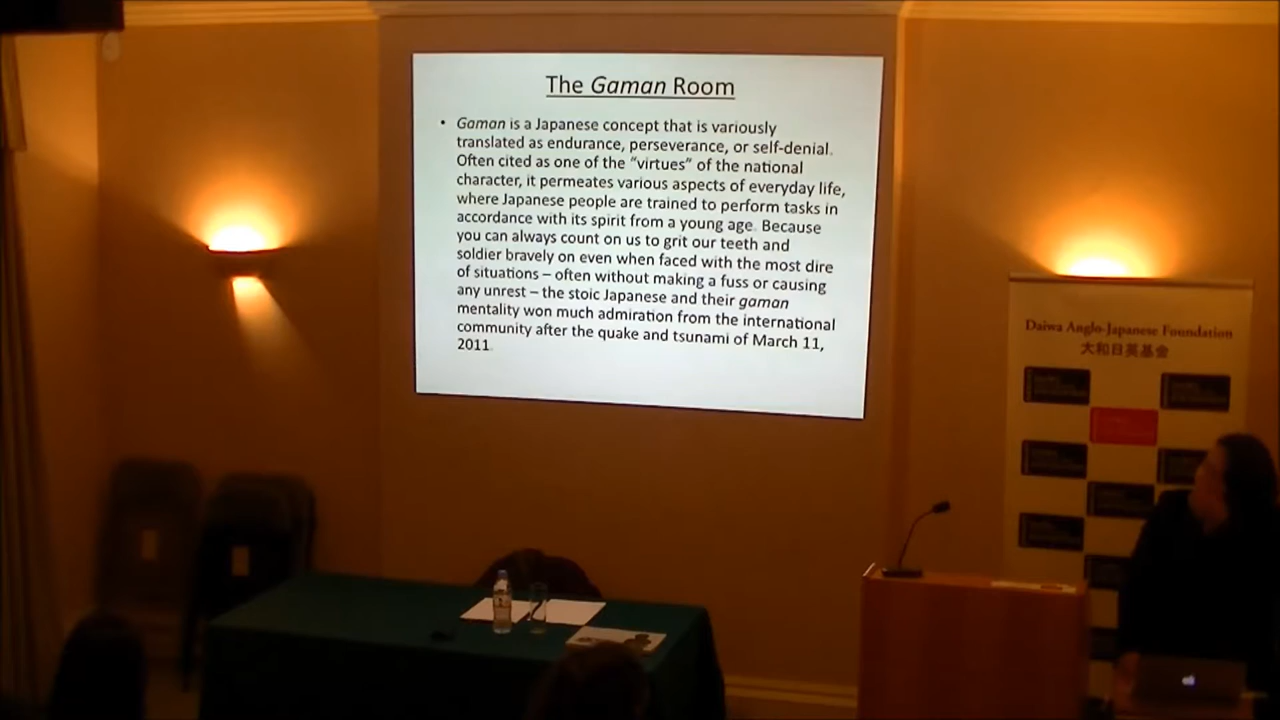 The Gaman Room
• Gaman is a Japanese concept that is variously
translated as endurance, perseverance, or self-denial.
Often cited as one of the "virtues" of the national
character, it permeates various aspects of everyday life,
where Japanese people are trained to perform tasks in
accordance with its spirit from a young age. Because
you can always count on us to grit our teeth and
soldier bravely on even when faced with the most dire
of situations – often without making a fuss or causing
any unrest – the stoic Japanese and their gaman
mentality won much admiration from the international
community after the quake and tsunami of March 11,
2011.
Daiwa Anglo-Japanese Foundation
大和日英基金